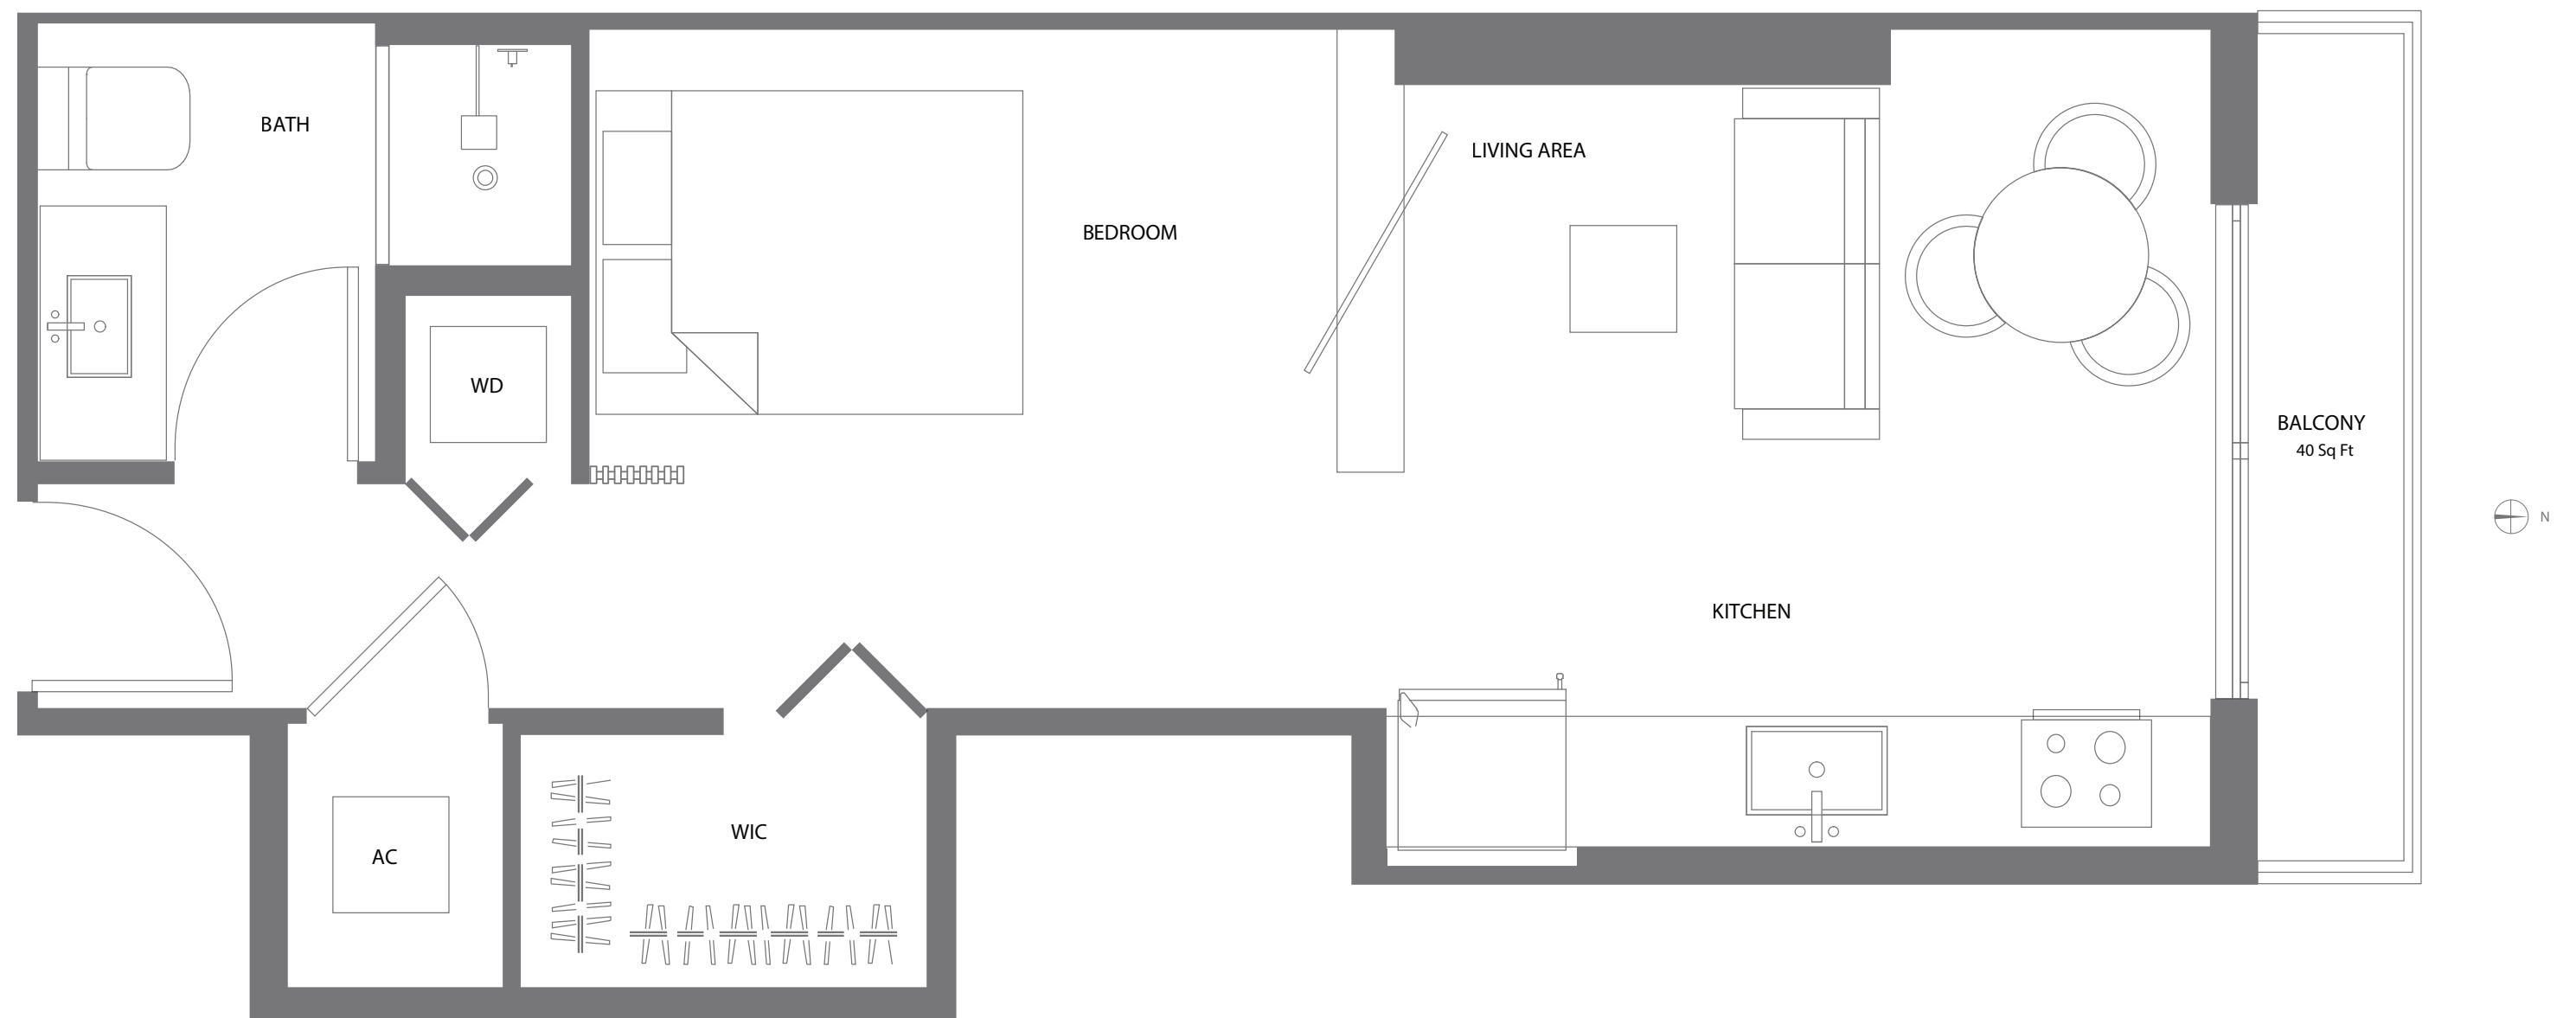 BATH
LIVING AREA
BEDROOM
WD
BALCONY
40 Sq Ft
N
KITCHEN
WIC
AC